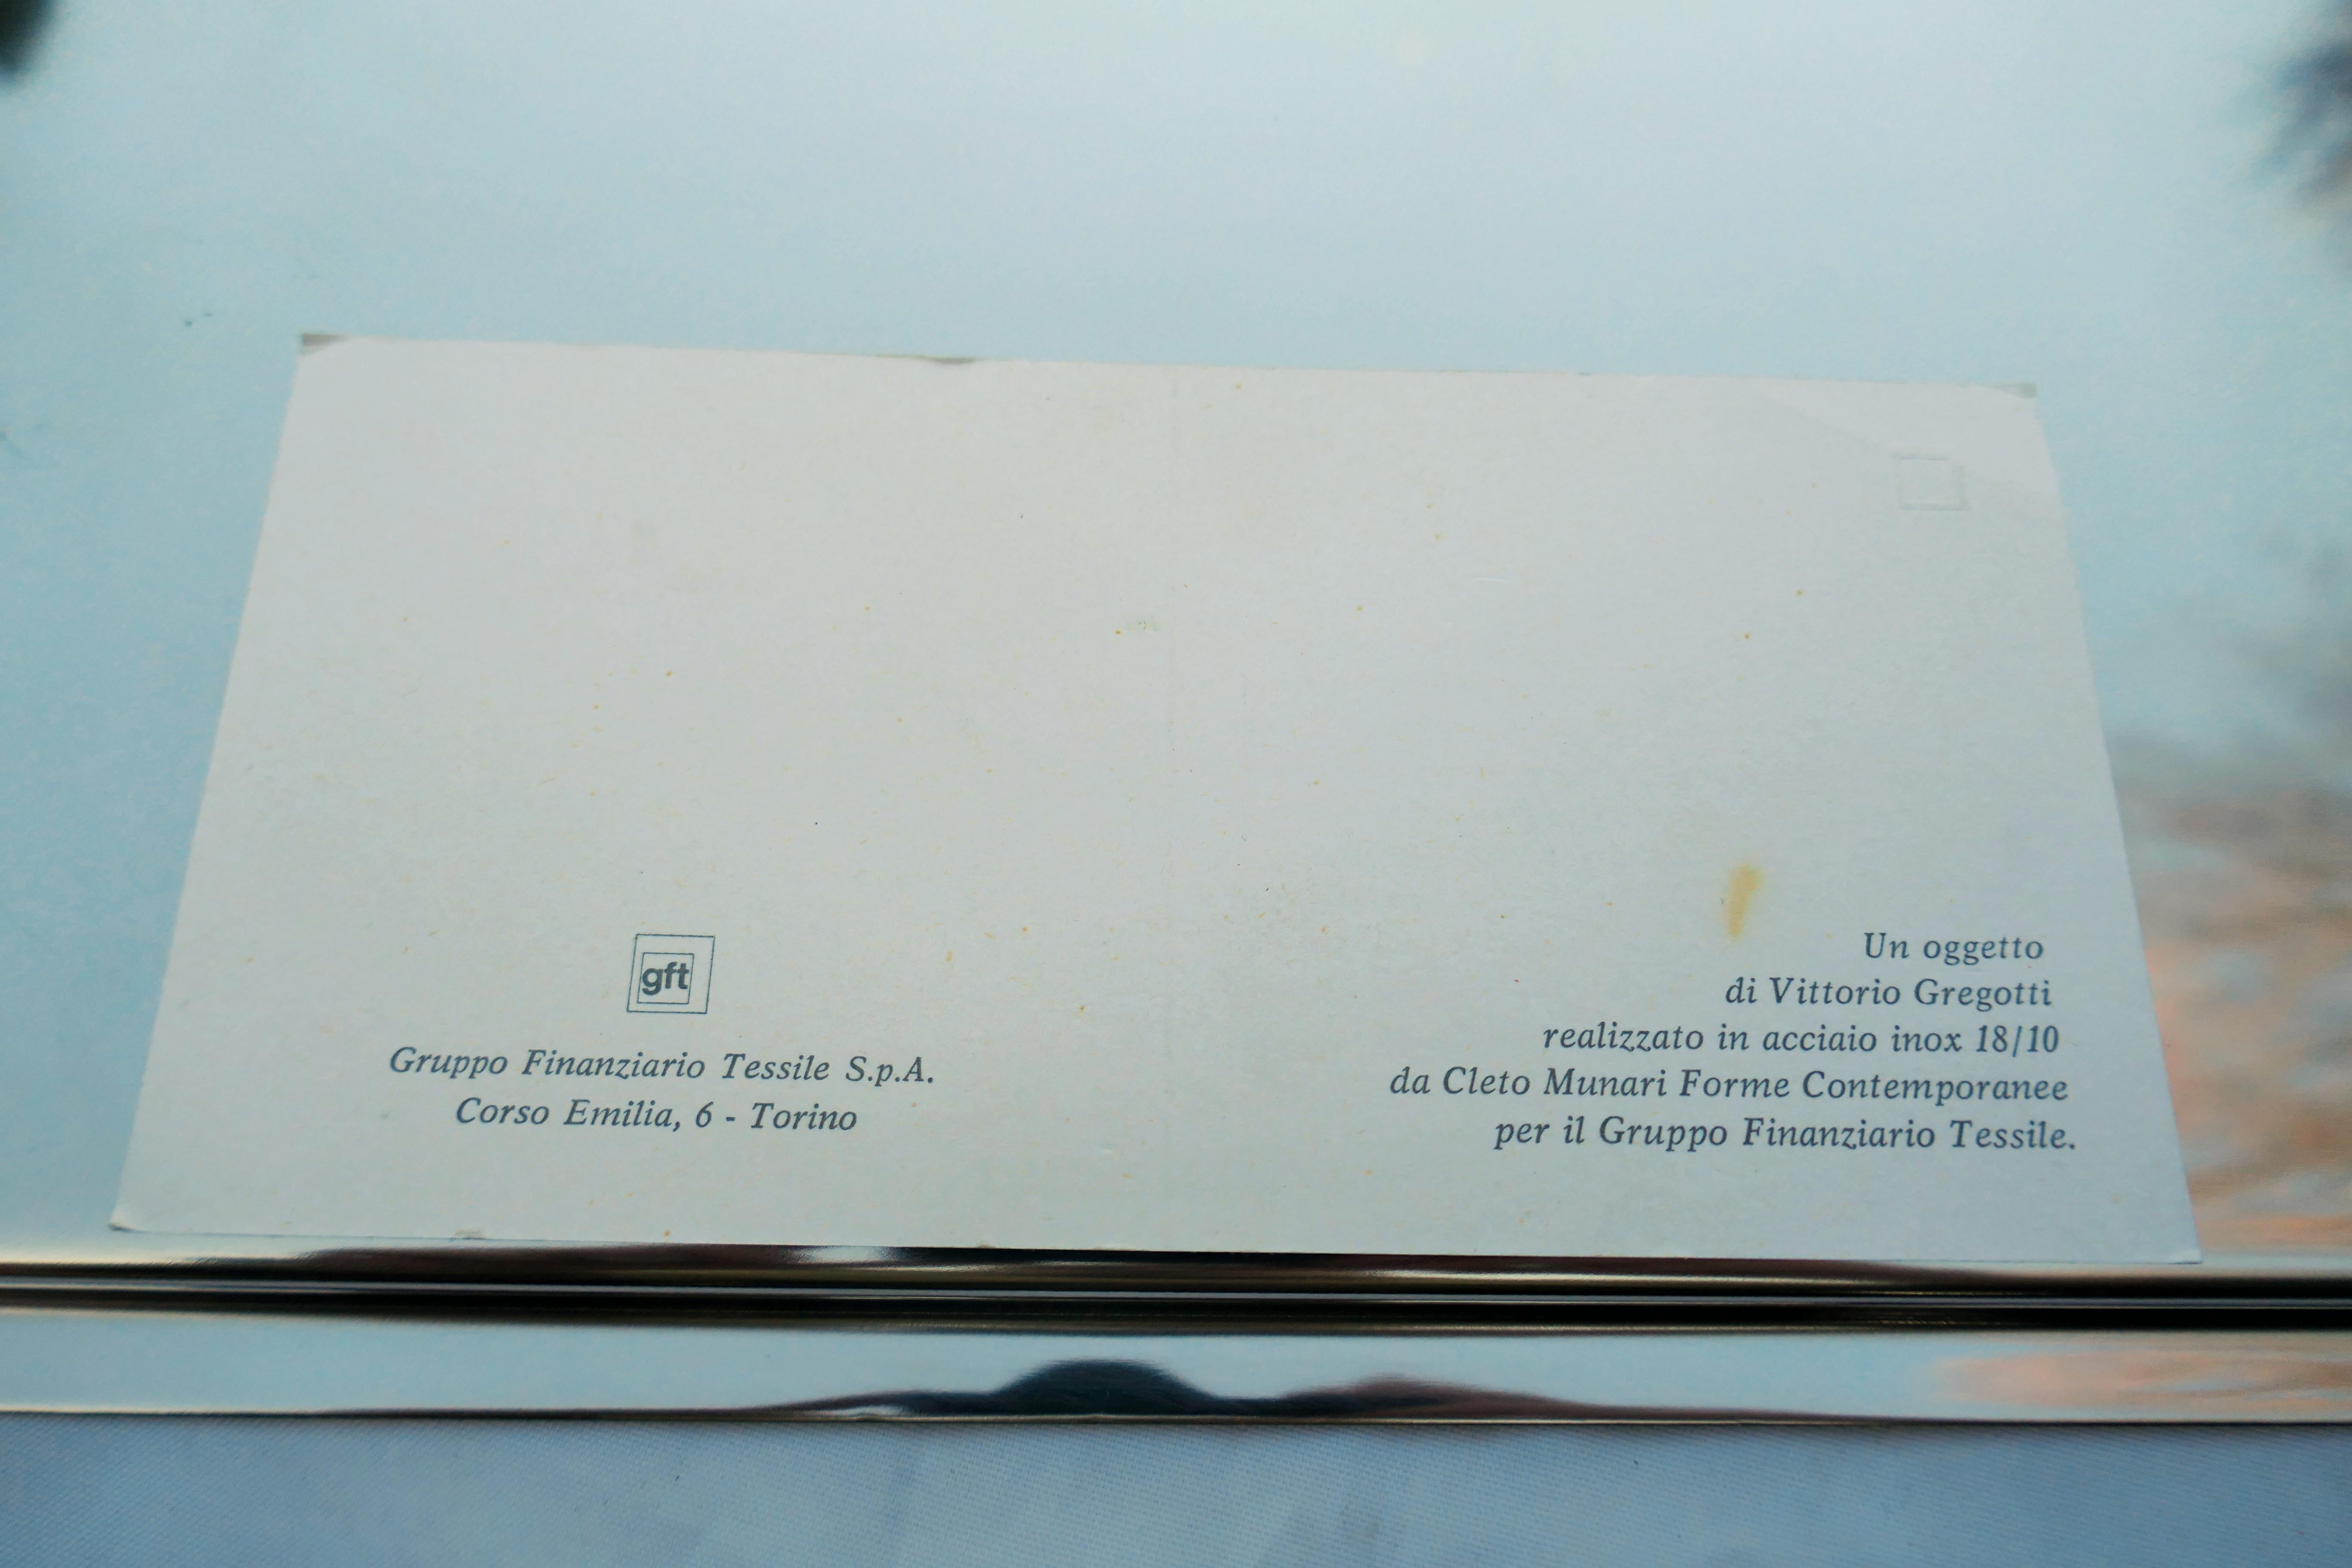 gft
Gruppo Finanziario Tessile S.p.A.
Corso Emilia, 6 - Torino
Un oggetto
di Vittorio Gregotti
realizzato in acciaio inox 18/10
da Cleto Munari Forme Contemporanee
per il Gruppo Finanziario Tessile.